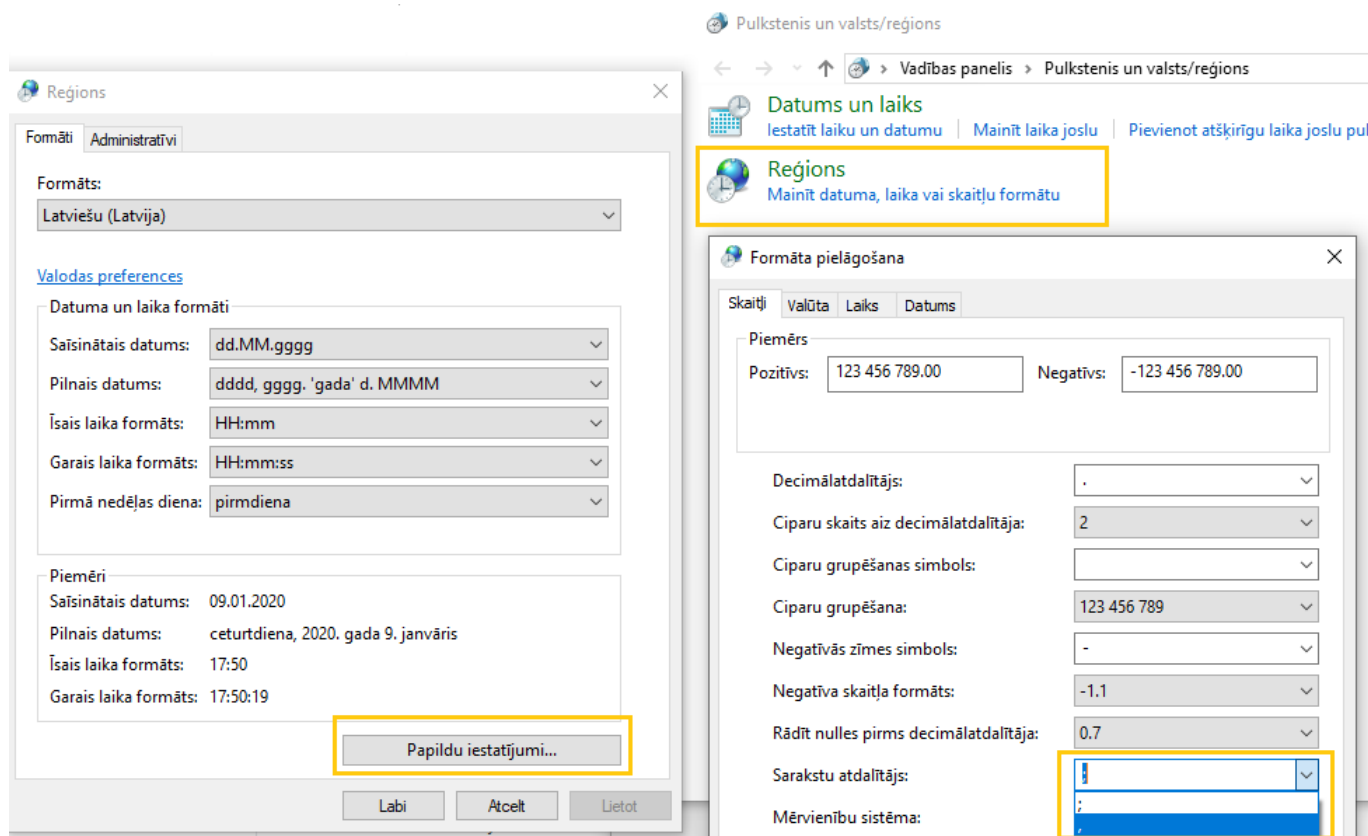 Reģions
Formāti
Administratīvi
Formāts:
Latviešu (Latvija)
Valodas preferences
Datuma un laika formāti
Saīsinātais datums: dd.MM.gggg
Pilnais datums: dddd, gggg. 'gada' d. MMMM
Īsais laika formāts: HH:mm
Garais laika formāts: HH:mm:ss
Pirmā nedēļas diena: pirmdiena
Piemēri
Saīsinātais datums: 09.01.2020
Pilnais datums: ceturtdiena, 2020. gada 9. janvāris
Īsais laika formāts: 17:50
Garais laika formāts: 17:50:19
Papildu iestatījumi...
Labi Atcelt Lietot
Pulkstenis un valsts/reģions
Vadības panelis > Pulkstenis un valsts/reģions
Datums un laiks
Iestatīt laiku un datumu Mainīt laika joslu Pievienot atšķirīgu laika joslu pul
Reģions
Mainīt datuma, laika vai skaitļu formātu
Formāta pielāgošana
Skaitļi Valūta Laiks Datums
Piemērs
Pozitīvs: 123 456 789.00 Negatīvs: -123 456 789.00
Decimālatdalītājs: .
Ciparu skaits aiz decimālatdalītāja: 2
Ciparu grupēšanas simbols:
Ciparu grupēšana: 123 456 789
Negatīvās zīmes simbols: -
Negatīva skaitļa formāts: -1.1
Rādīt nulles pirms decimālatdalītāja: 0.7
Sarakstu atdalītājs: ;
;
Mērvienību sistēma: ,